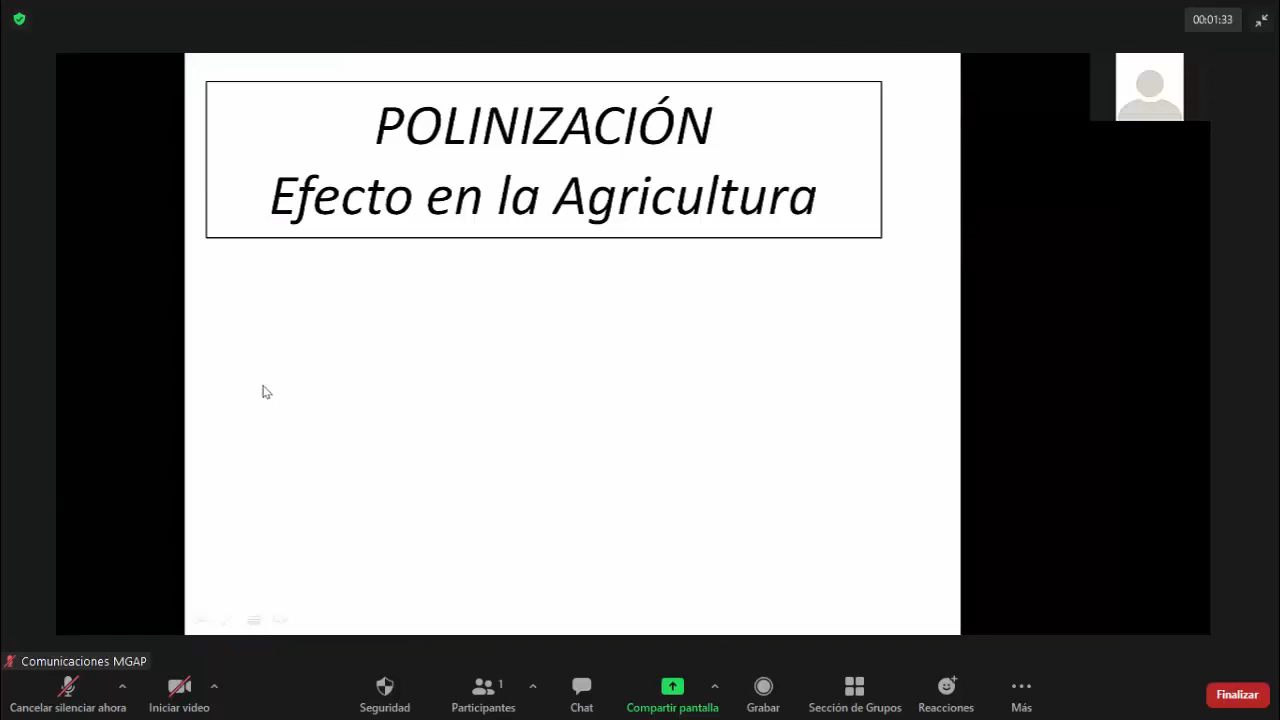 00:01:33
POLINIZACIÓN
Efecto en la Agricultura
Comunicaciones MGAP
1
Cancelar silenciar ahora
Iniciar video
Seguridad
Participantes
Chat
Compartir pantalla
Grabar
Sección de Grupos
Reacciones
Más
Finalizar